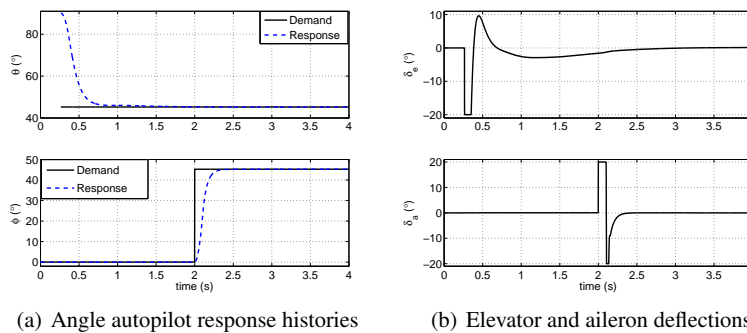 Demand
Response
θ (°)
80
60
40
0 0.5 1 1.5 2 2.5 3 3.5 4
50
40
30
20
10
0
Demand
Response
φ (°)
0 0.5 1 1.5 2 2.5 3 3.5 4
time (s)
(a) Angle autopilot response histories
10
0
−10
−20
δe (°)
0 0.5 1 1.5 2 2.5 3 3.5
20
10
0
−10
−20
δa (°)
0 0.5 1 1.5 2 2.5 3 3.5
time (s)
(b) Elevator and aileron deflections